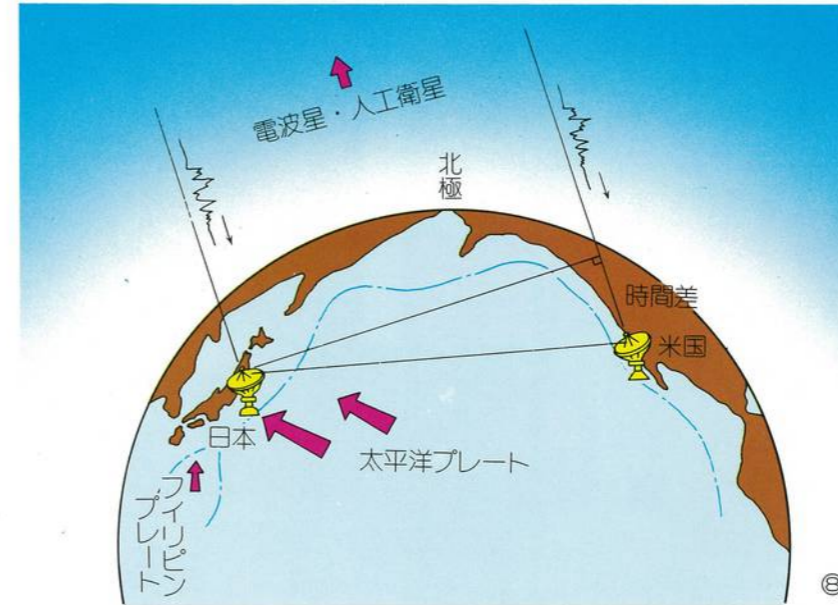 電波星・人工衛星
北極
時間差
米国
日本
太平洋プレート
フィリピン
プレート
⑧